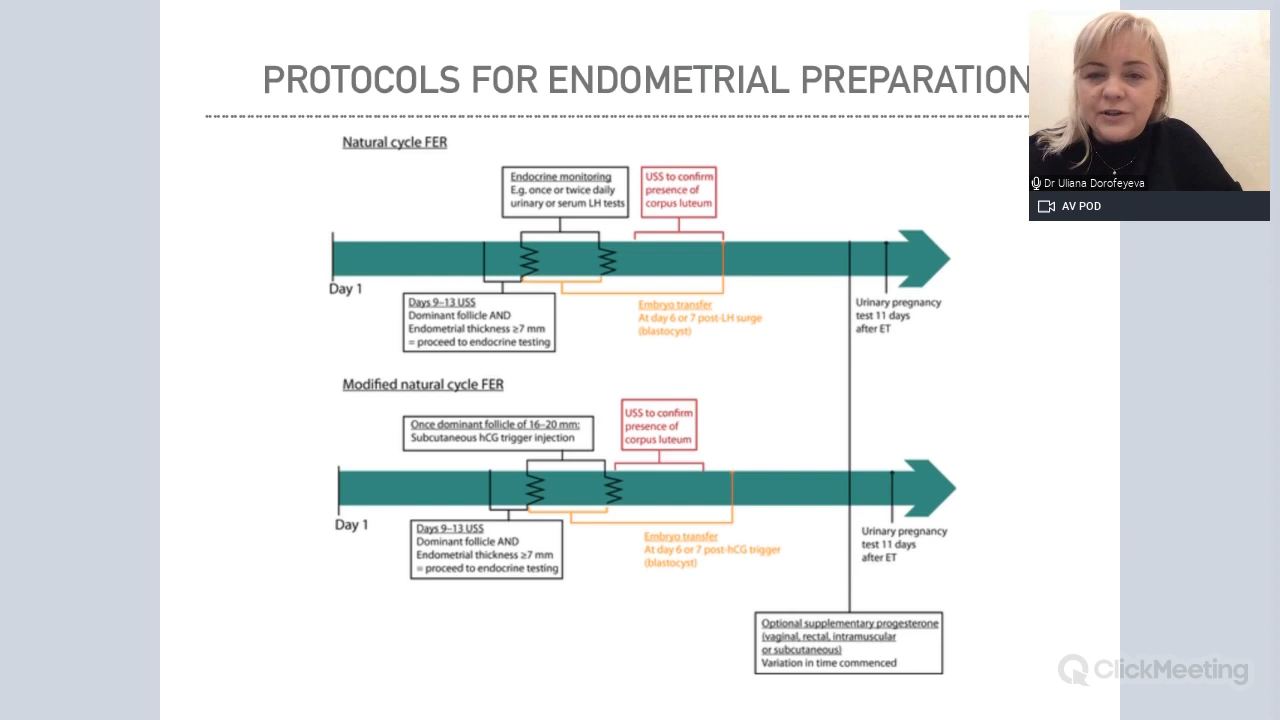 PROTOCOLS FOR ENDOMETRIAL PREPARATION
Dr Uliana Dorofeyeva
AV POD
Natural cycle FER
Endocrine monitoring
E.g. once or twice daily
urinary or serum LH tests
USS to confirm
presence of
corpus luteum
Day 1
Days 9–13 USS
Dominant follicle AND
Endometrial thickness ≥7 mm
= proceed to endocrine testing
Embryo transfer
At day 6 or 7 post-LH surge
(blastocyst)
Urinary pregnancy
test 11 days
after ET
Modified natural cycle FER
Once dominant follicle of 16–20 mm:
Subcutaneous hCG trigger injection
USS to confirm
presence of
corpus luteum
Day 1
Days 9–13 USS
Dominant follicle AND
Endometrial thickness ≥7 mm
= proceed to endocrine testing
Embryo transfer
At day 6 or 7 post-hCG trigger
(blastocyst)
Urinary pregnancy
test 11 days
after ET
Optional supplementary progesterone
(vaginal, rectal, intramuscular
or subcutaneous)
Variation in time commenced
ClickMeeting